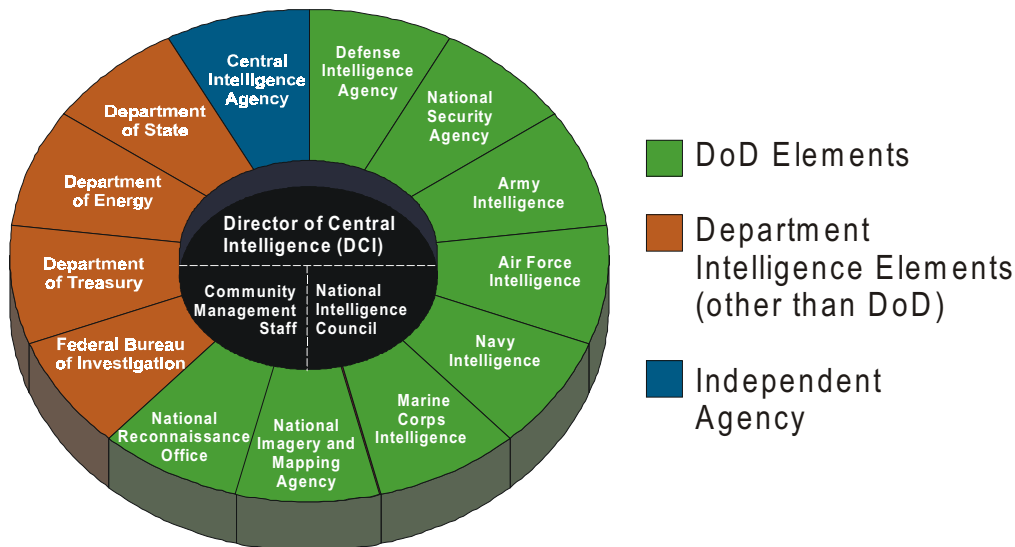 Central
Intelligence
Agency
Defense
Intelligence
Agency
National
Security
Agency
Army
Intelligence
Air Force
Intelligence
Navy
Intelligence
Marine
Corps
Intelligence
National
Imagery and
Mapping
Agency
National
Reconnaissance
Office
Federal Bureau
of Investigation
Department
of Treasury
Department
of Energy
Department
of State
Director of Central
Intelligence (DCI)
Community
Management
Staff
National
Intelligence
Council
DoD Elements
Department
Intelligence Elements
(other than DoD)
Independent
Agency